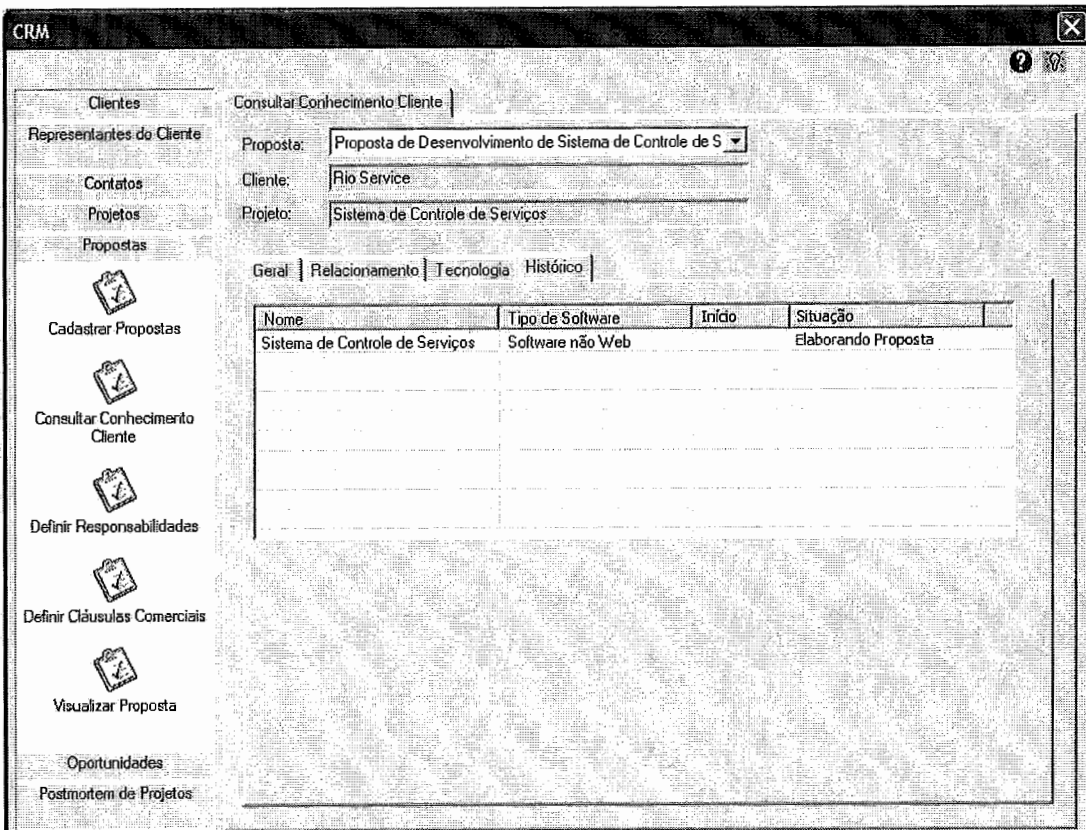 CRM
Clientes
Representantes do Cliente
Contatos
Projetos
Propostas
Cadastrar Propostas
Consultar Conhecimento
Cliente
Definir Responsabilidades
Definir Cláusulas Comerciais
Visualizar Proposta
Oportunidades
Postmortem de Projetos
Consultar Conhecimento Cliente
Proposta: Proposta de Desenvolvimento de Sistema de Controle de S
Cliente: Rio Service
Projeto: Sistema de Controle de Serviços
Geral Relacionamento Tecnologia Histórico
Nome Tipo de Software Início Situação
Sistema de Controle de Serviços Software não Web Elaborando Proposta